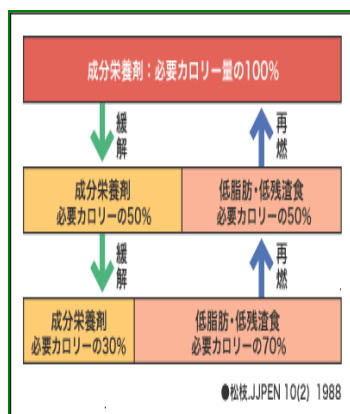 成分栄養剤：必要カロリー量の100%
緩解
再燃
成分栄養剤
必要カロリーの50%
低脂肪・低残渣食
必要カロリーの50%
緩解
再燃
成分栄養剤
必要カロリーの30%
低脂肪・低残渣食
必要カロリーの70%
●松枝.JJPEN 10(2) 1988